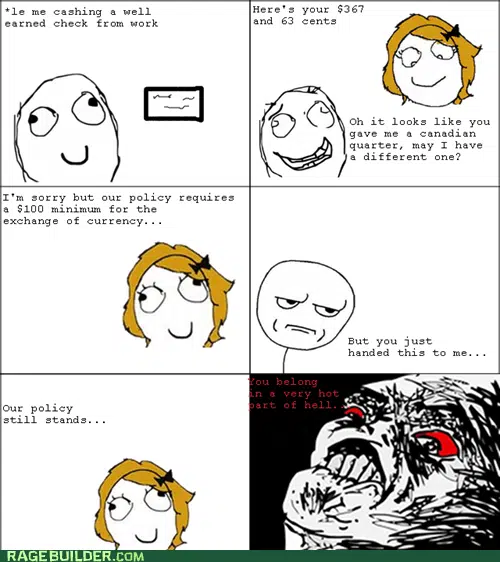 *le me cashing a well
earned check from work
Here's your $367
and 63 cents
Oh it looks like you
gave me a canadian
quarter, may I have
a different one?
I'm sorry but our policy requires
a $100 minimum for the
exchange of currency...
But you just
handed this to me...
Our policy
still stands...
You belong
in a very hot
part of hell...
RAGEBUILDER.COM